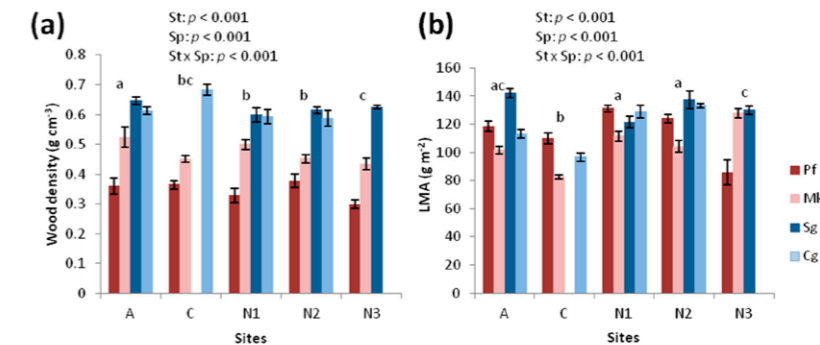 (a)
St: p < 0.001
Sp: p < 0.001
St x Sp: p < 0.001
Wood density (g cm-3)
0.8
0.7
0.6
0.5
0.4
0.3
0.2
0.1
0
a
bc
b
b
c
A C N1 N2 N3
Sites
(b)
St: p < 0.001
Sp: p < 0.001
St x Sp: p < 0.001
LMA (g m-2)
160
140
120
100
80
60
40
20
0
ac
b
a
a
c
A C N1 N2 N3
Sites
Pf
Sg
Cg